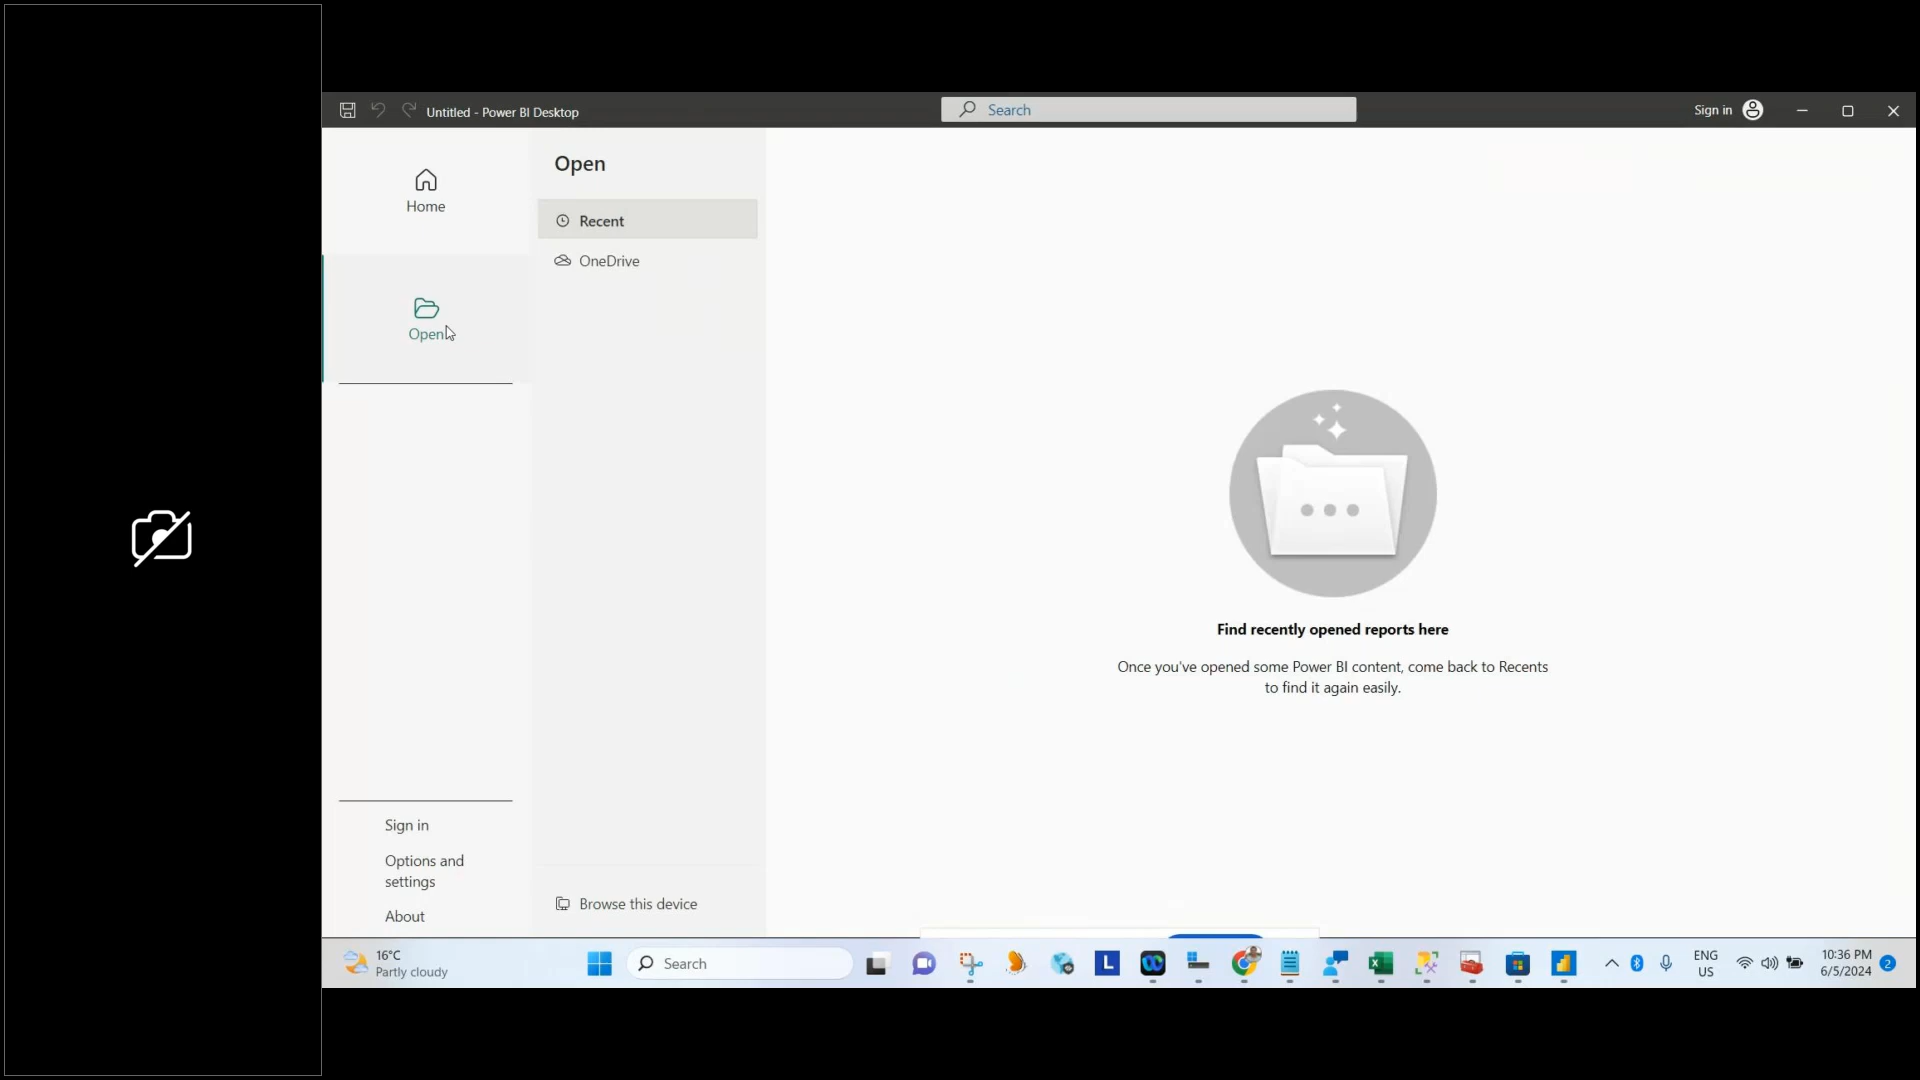 Untitled - Power BI Desktop
Search
Sign in
Home
Open
Open
Recent
OneDrive
Find recently opened reports here
Once you've opened some Power BI content, come back to Recents
to find it again easily.
Sign in
Options and
settings
About
Browse this device
16°C
Partly cloudy
Search
L
ENG
US
10:36 PM
6/5/2024
2